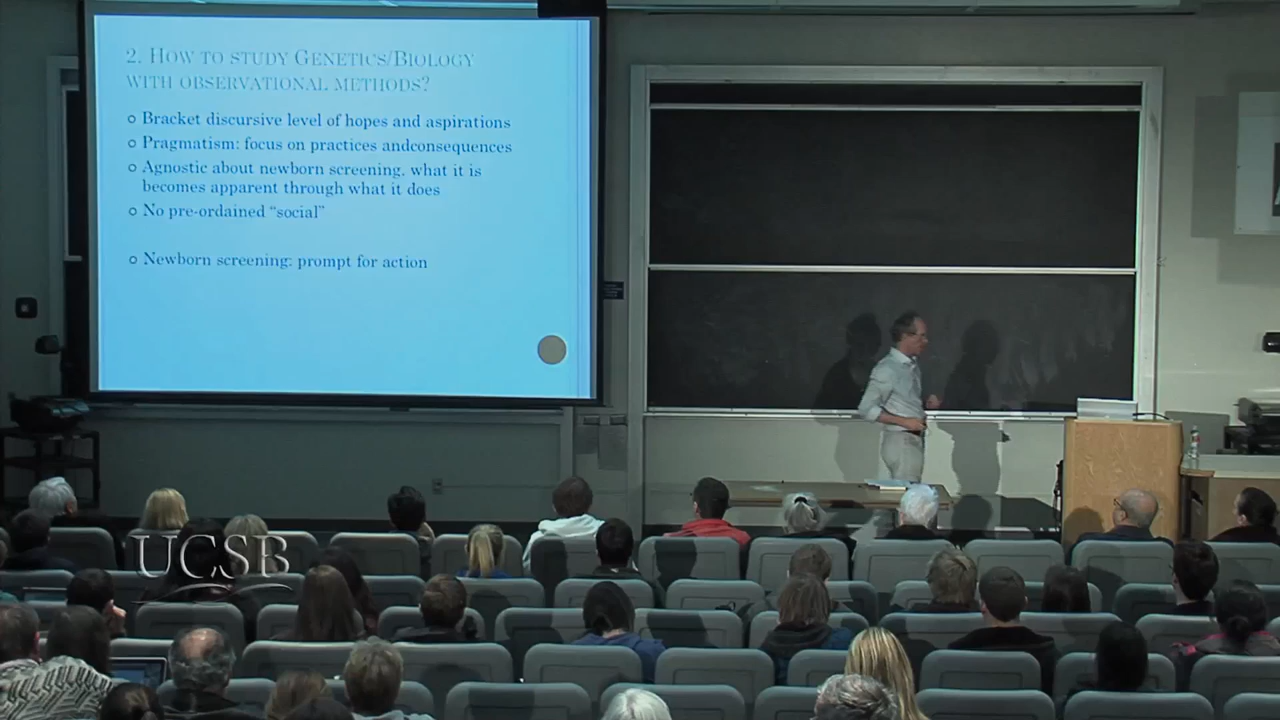 2. How to study Genetics/Biology
with observational methods?
Bracket discursive level of hopes and aspirations
Pragmatism: focus on practices andconsequences
Agnostic about newborn screening, what it is
becomes apparent through what it does
No pre-ordained “social”
Newborn screening: prompt for action
UCSB